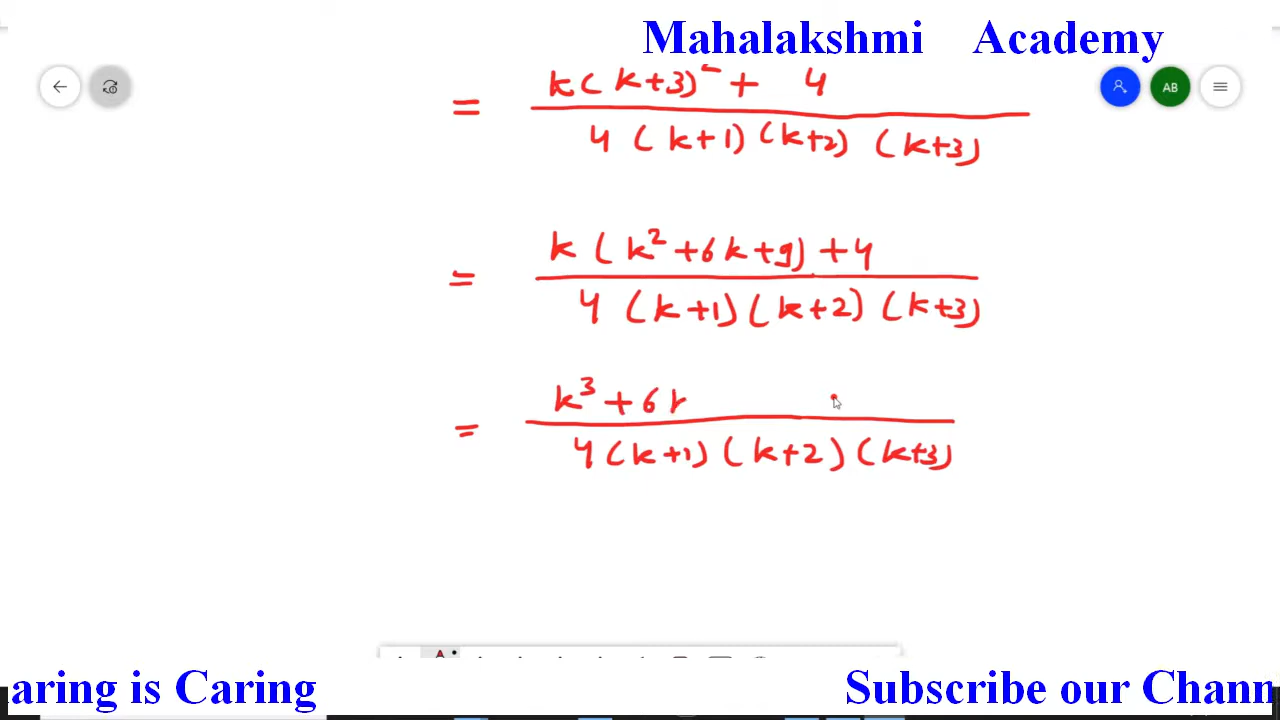 Mahalakshmi Academy
AB
= k(k+3)² + 4
4(k+1)(k+2)(k+3)
= k(k²+6k+9)+4
4(k+1)(k+2)(k+3)
= k³+6k
4(k+1)(k+2)(k+3)
aring is Caring Subscribe our Chann